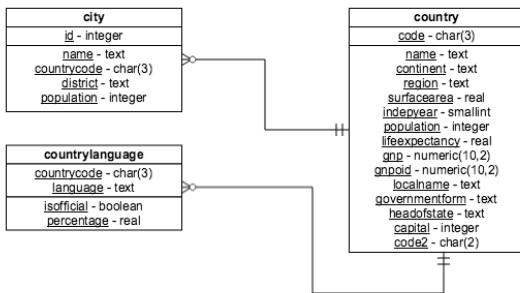 city
id - integer
name - text
countrycode - char(3)
district - text
population - integer
countrylanguage
countrycode - char(3)
language - text
isofficial - boolean
percentage - real
country
code - char(3)
name - text
continent - text
region - text
surfacearea - real
indepyear - smallint
population - integer
lifeexpectancy - real
gnp - numeric(10,2)
gnpoid - numeric(10,2)
localname - text
governmentform - text
headofstate - text
capital - integer
code2 - char(2)